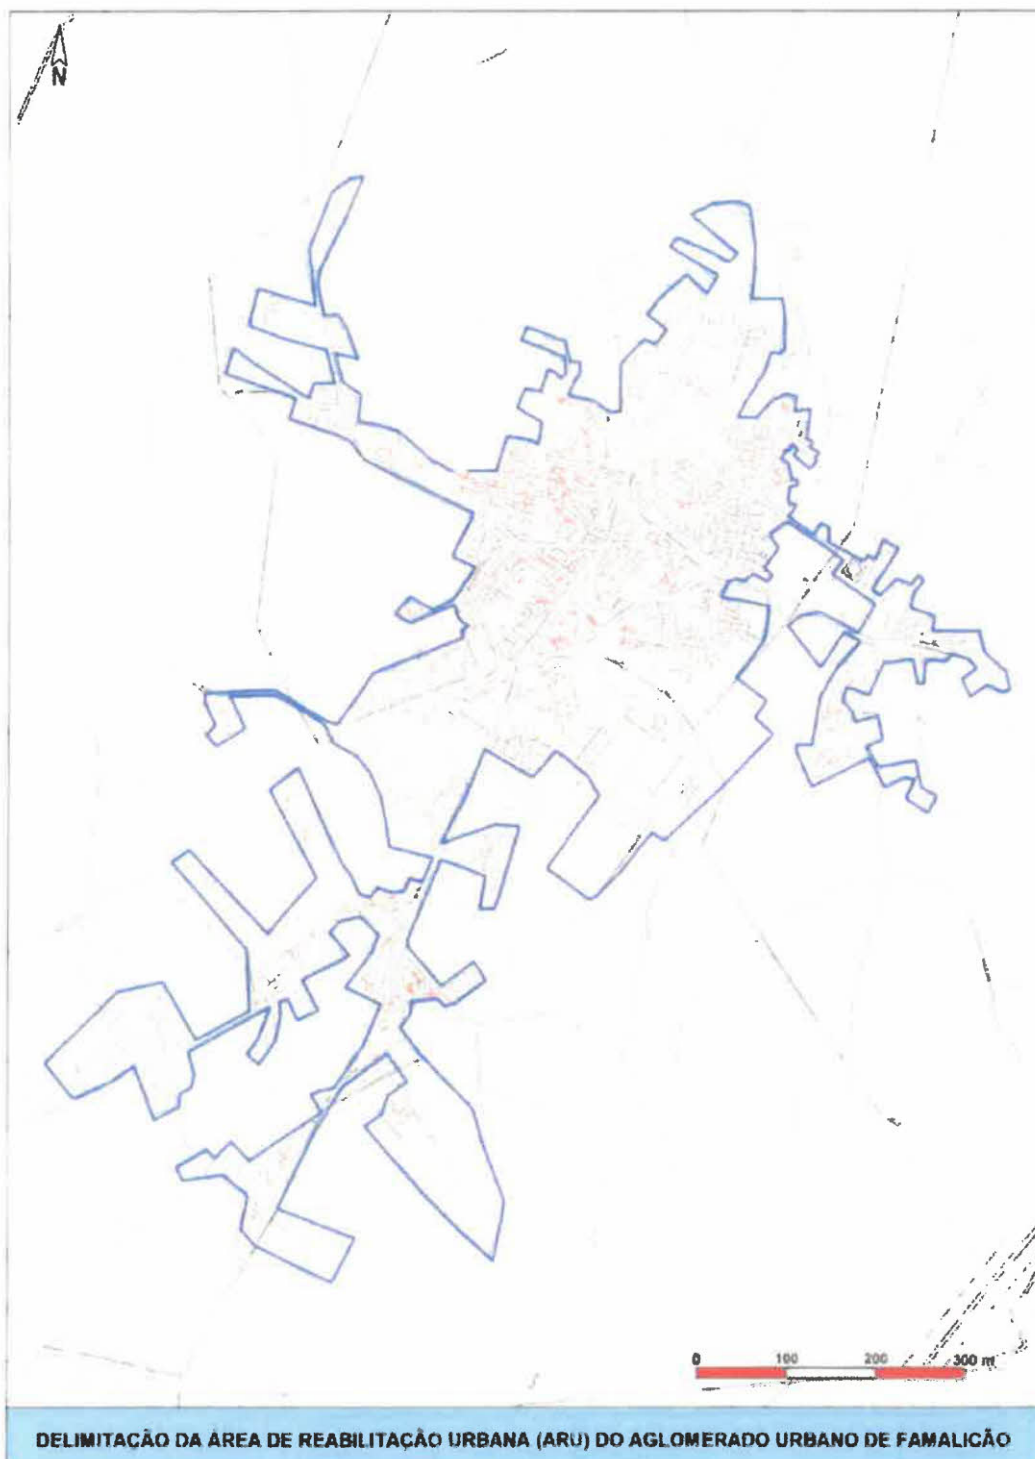 N
0 100 200 300 m
DELIMITAÇÃO DA ÁREA DE REABILITAÇÃO URBANA (ARU) DO AGLOMERADO URBANO DE FAMALICÃO